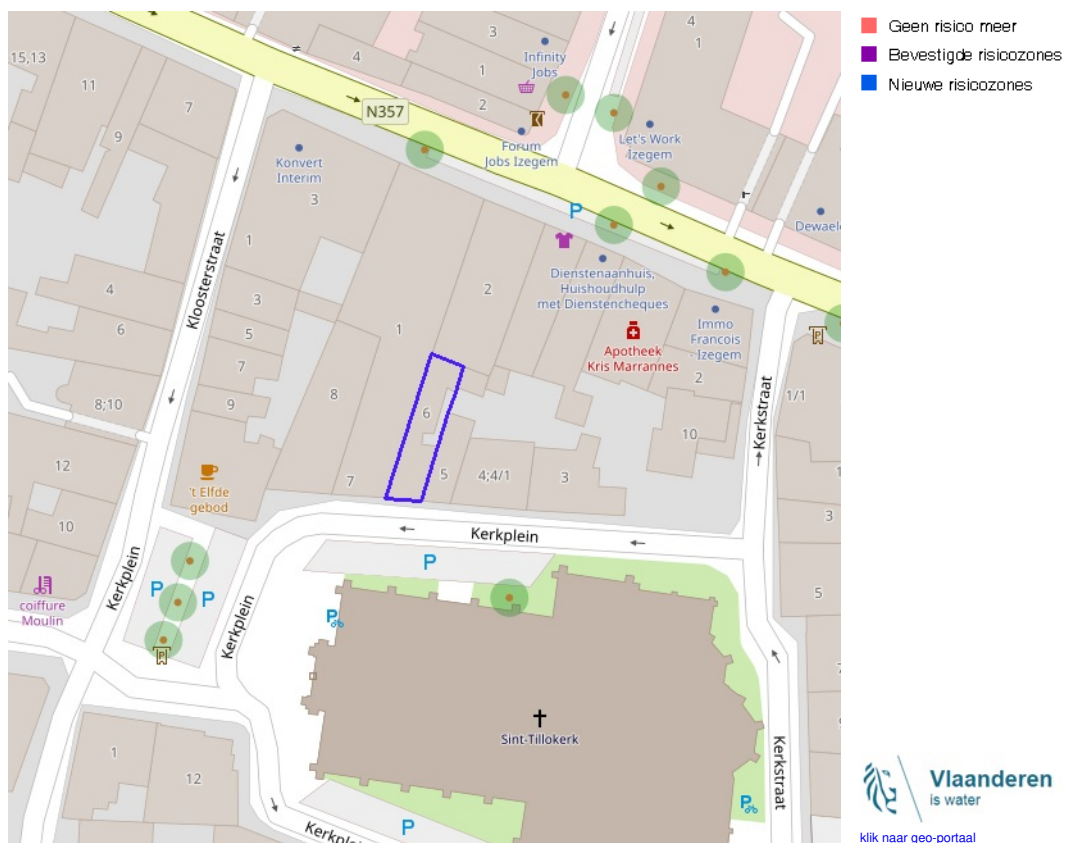 Geen risico meer
Bevestigde risicozones
Nieuwe risicozones
3
4
1
Infinity
Jobs
4
1
2
15,13
11
7
9
N357
Forum
Jobs Izegem
Let's Work
Izegem
Konvert
Interim
3
P
Dewaele
Kloosterstraat
1
2
Dienstenaanhuis,
Huishoudhulp
met Dienstencheques
4
3
6
5
1
Immo
Francois
- Izegem
P
Apotheek
Kris Marrannes
7
2
8;10
9
8
6
1/1
Kerkstraat
10
12
't Elfde
gebod
7
5
4;4/1
3
10
3
Kerkplein
P
Kerkplein
P
P
P
coiffure
Moulin
Kerkplein
P
P
5
Sint-Tillokerk
1
12
Kerkstraat
7
9
P
P
Kerkplein
Vlaanderen
is water
klik naar geo-portaal